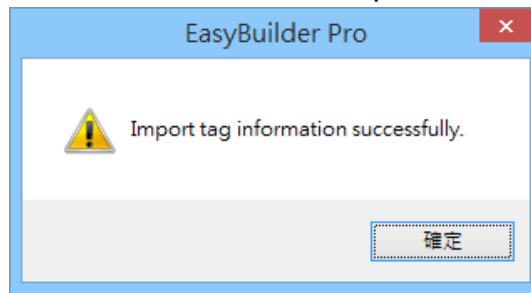 EasyBuilder Pro
Import tag information successfully.
確定